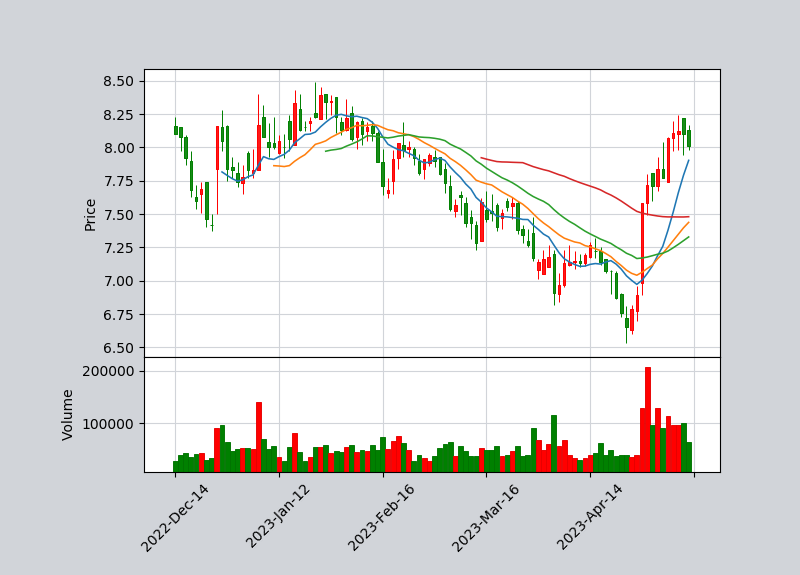 8.50
8.25
8.00
7.75
7.50
7.25
7.00
6.75
6.50
Price
200000
100000
Volume
2022-Dec-14
2023-Jan-12
2023-Feb-16
2023-Mar-16
2023-Apr-14